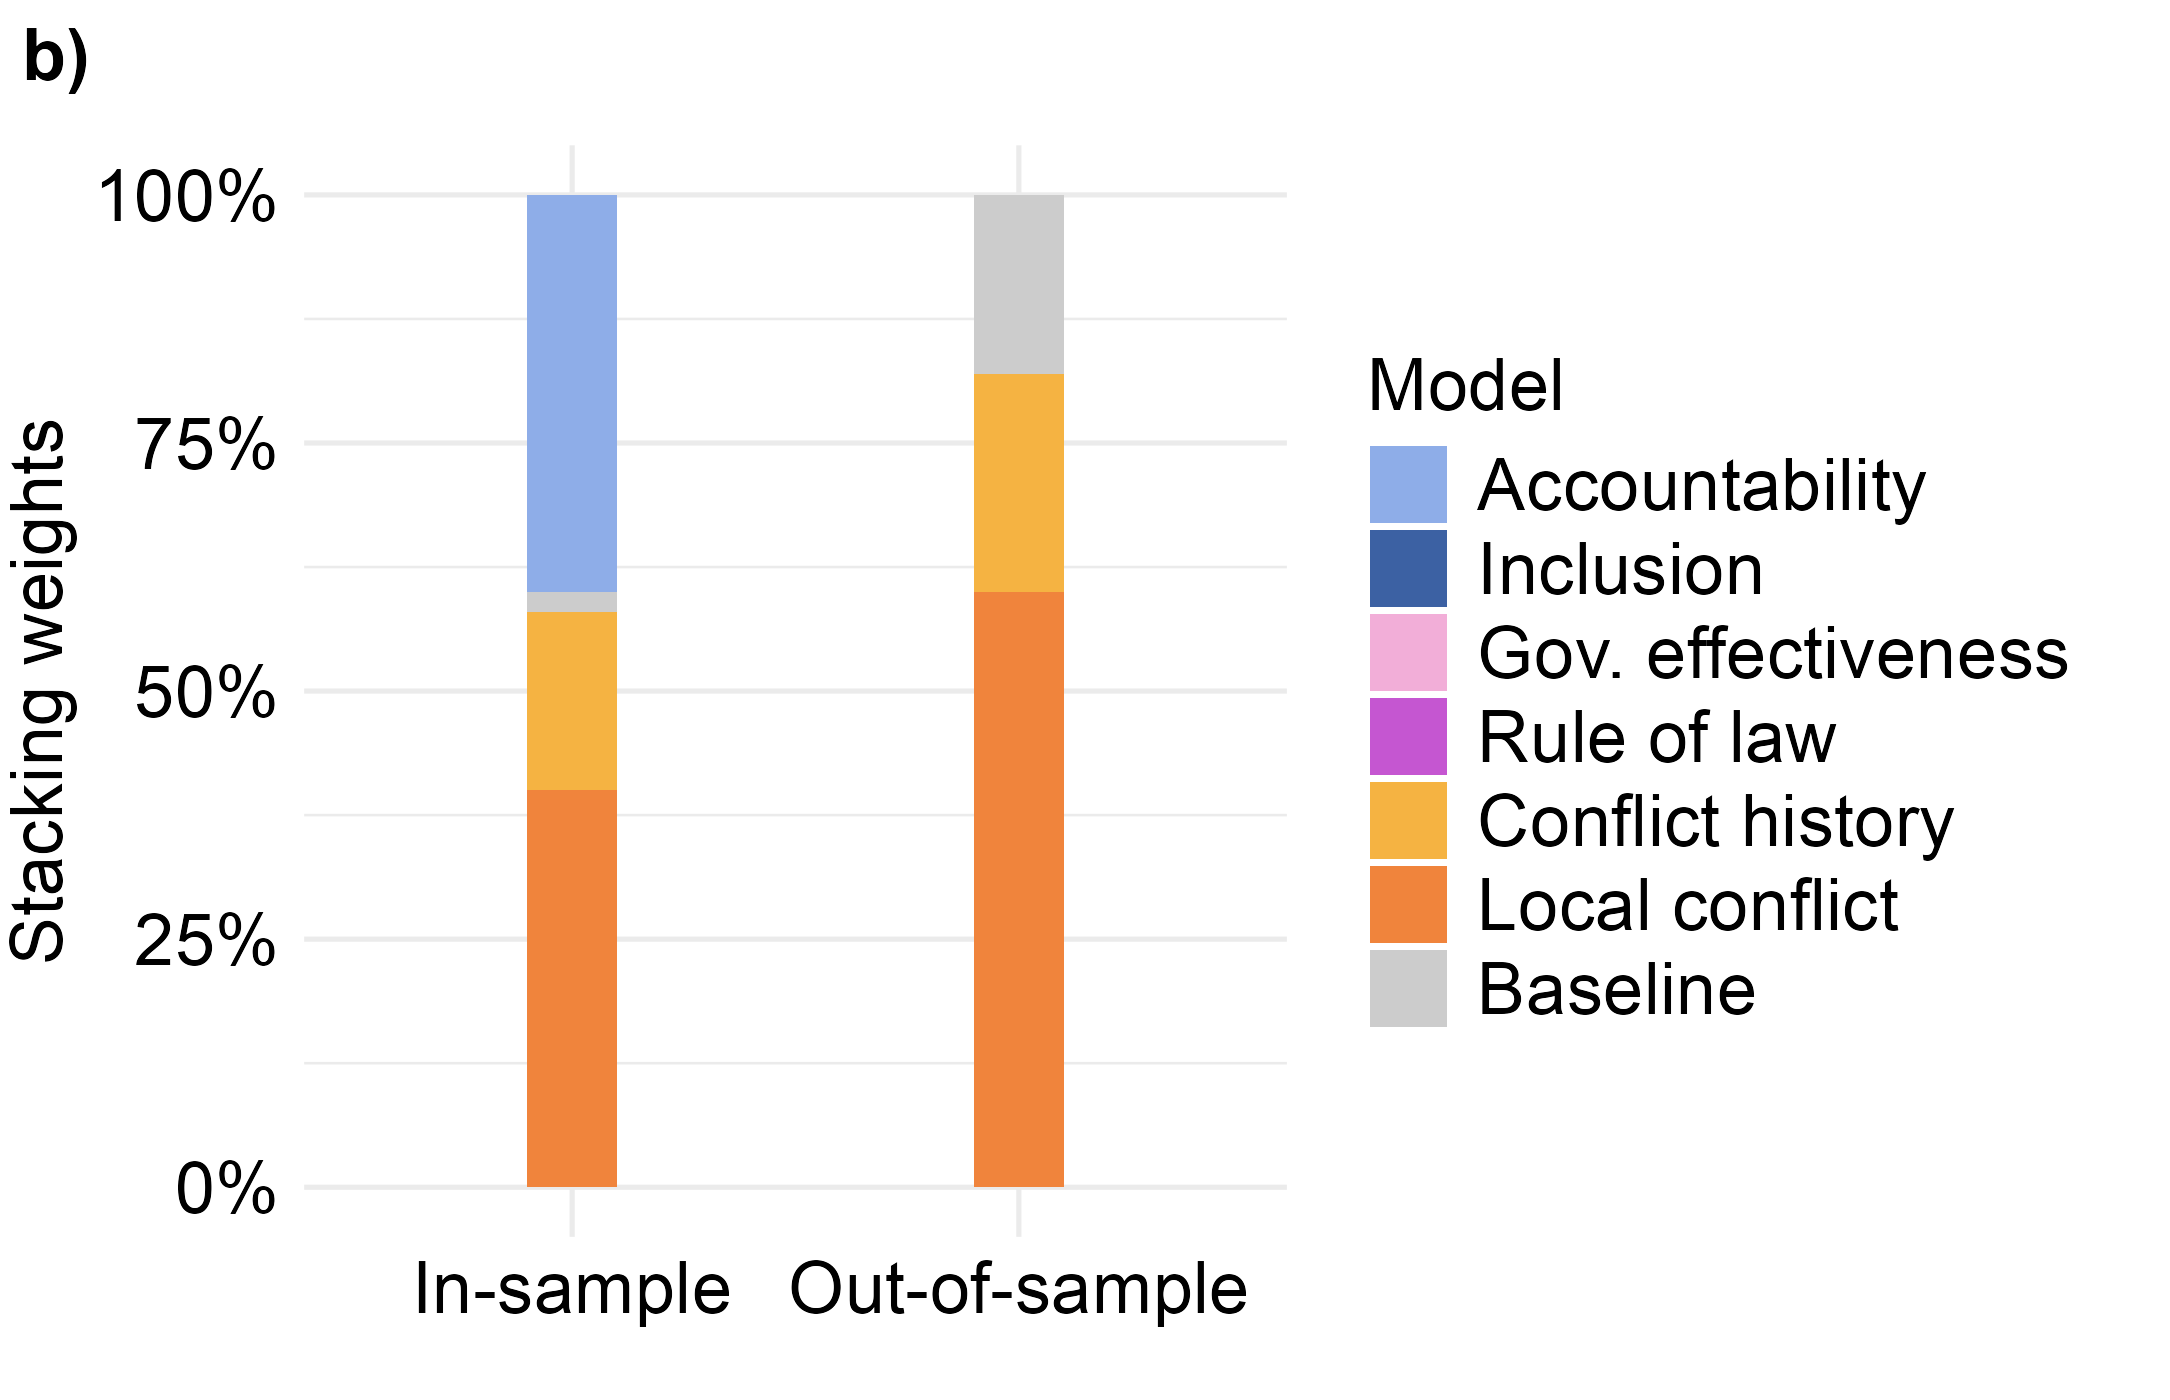 b)
Stacking weights
100%
75%
50%
25%
0%
In-sample
Out-of-sample
Model
Accountability
Inclusion
Gov. effectiveness
Rule of law
Conflict history
Local conflict
Baseline